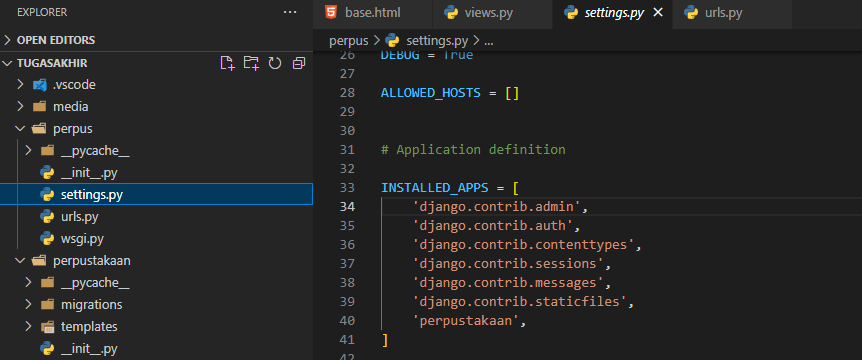 EXPLORER
OPEN EDITORS
TUGASAKHIR
.vscode
media
perpus
__pycache__
__init__.py
settings.py
urls.py
wsgi.py
perpustakaan
__pycache__
migrations
templates
__init__.py
base.html views.py settings.py urls.py
perpus > settings.py > ...
26 DEBUG = True
27
28 ALLOWED_HOSTS = []
29
30
31 # Application definition
32
33 INSTALLED_APPS = [
34 'django.contrib.admin',
35 'django.contrib.auth',
36 'django.contrib.contenttypes',
37 'django.contrib.sessions',
38 'django.contrib.messages',
39 'django.contrib.staticfiles',
40 'perpustakaan',
41 ]
42